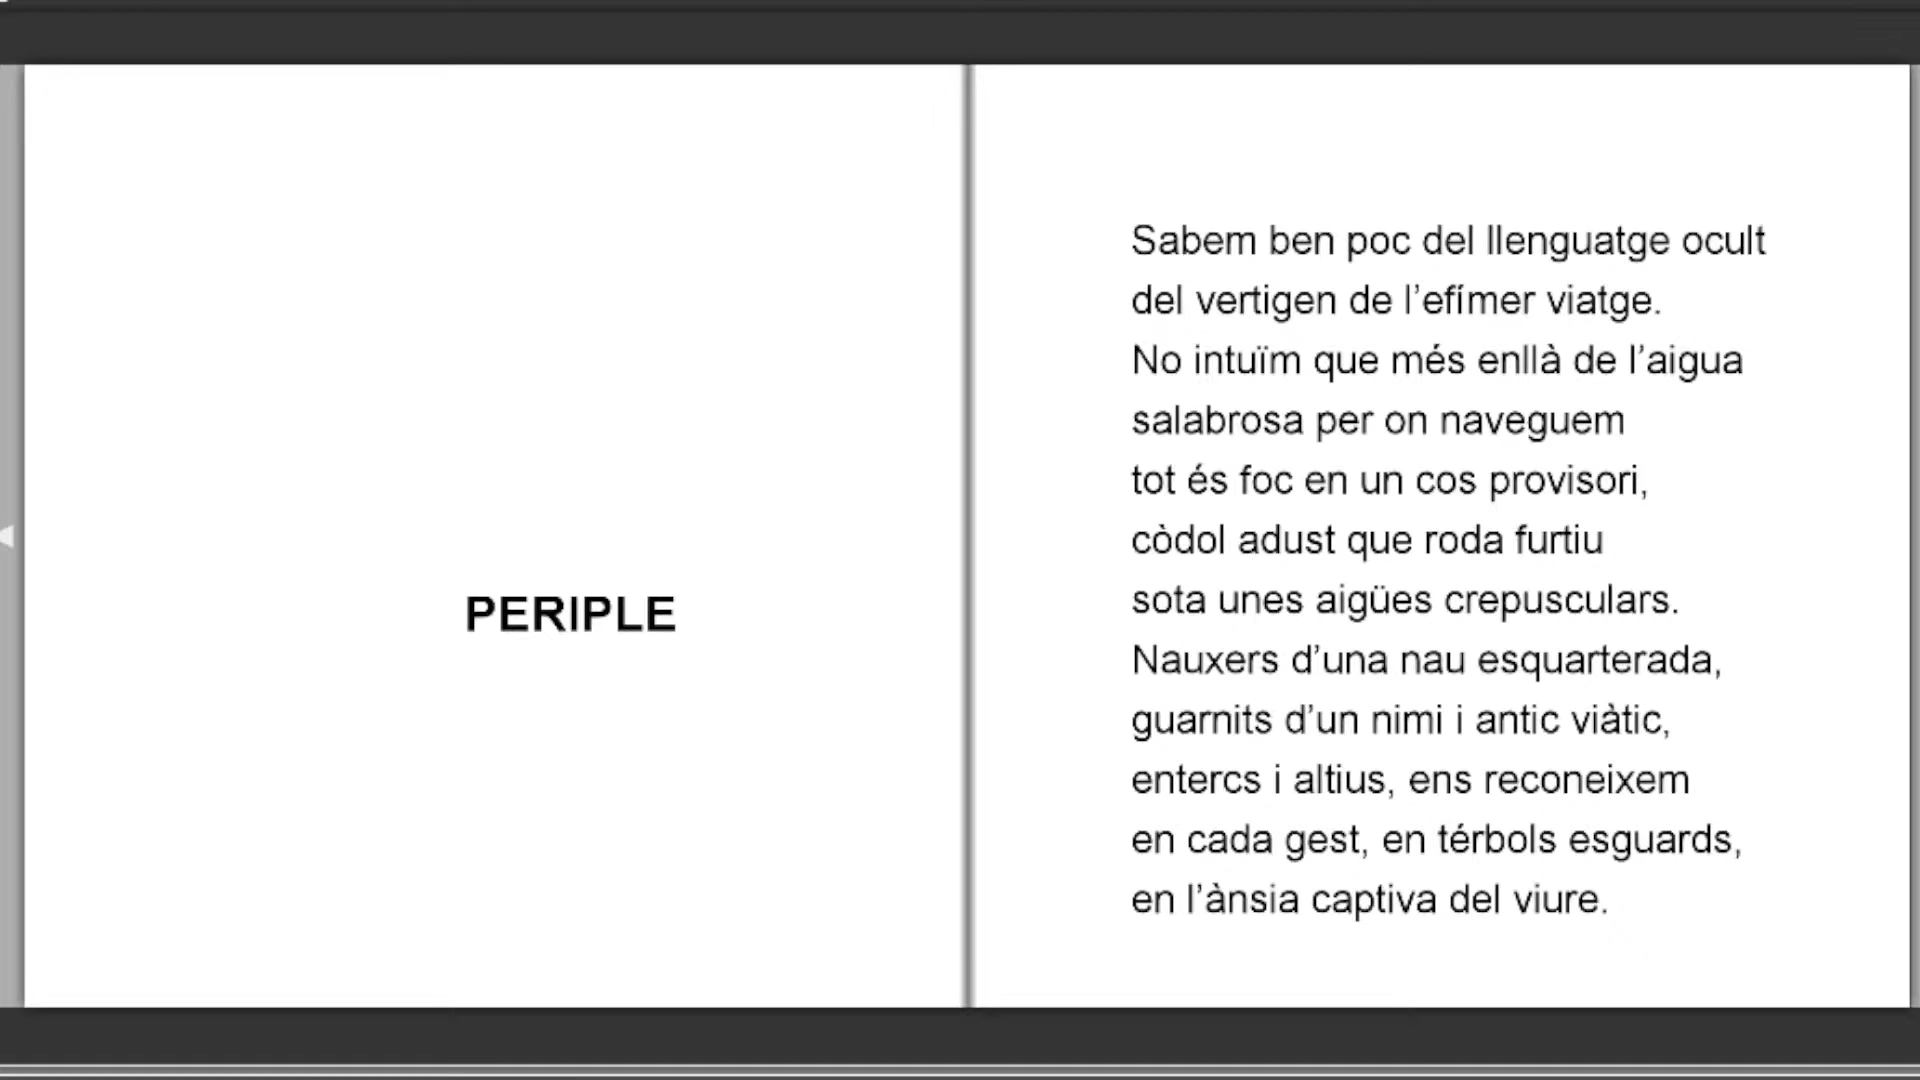 PERIPLE
Sabem ben poc del llenguatge ocult
del vertigen de l’efímer viatge.
No intuïm que més enllà de l’aigua
salabrosa per on naveguem
tot és foc en un cos provisori,
còdol adust que roda furtiu
sota unes aigües crepusculars.
Nauxers d’una nau esquarterada,
guarnits d’un nimi i antic viàtic,
entercs i altius, ens reconeixem
en cada gest, en térbols esguards,
en l’ànsia captiva del viure.